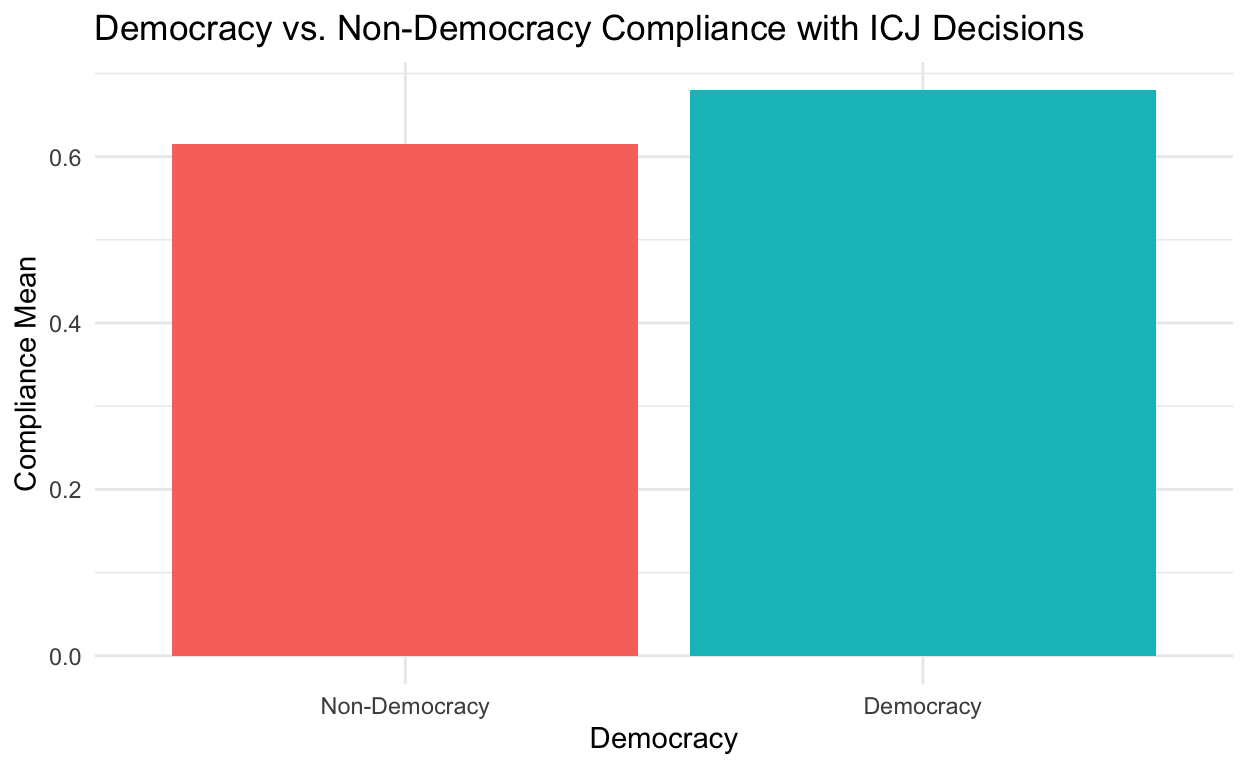 Democracy vs. Non-Democracy Compliance with ICJ Decisions
Compliance Mean
0.6
0.4
0.2
0.0
Non-Democracy
Democracy
Democracy